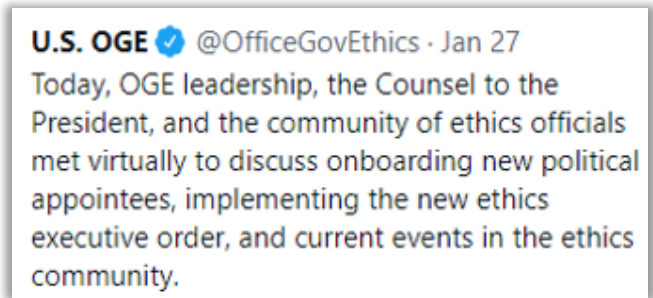 U.S. OGE @OfficeGovEthics · Jan 27
Today, OGE leadership, the Counsel to the
President, and the community of ethics officials
met virtually to discuss onboarding new political
appointees, implementing the new ethics
executive order, and current events in the ethics
community.